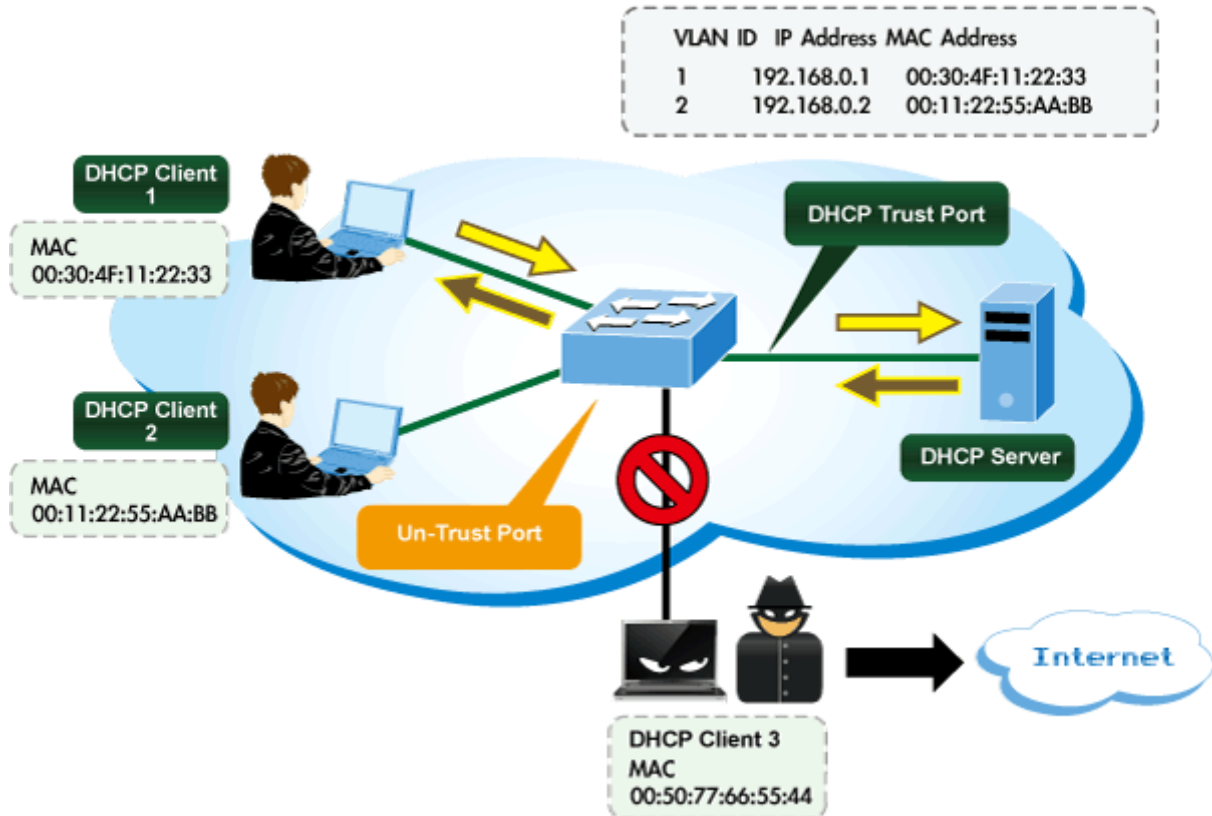 VLAN ID IP Address MAC Address
1 192.168.0.1 00:30:4F:11:22:33
2 192.168.0.2 00:11:22:55:AA:BB
DHCP Client
1
MAC
00:30:4F:11:22:33
DHCP Trust Port
DHCP Client
2
MAC
00:11:22:55:AA:BB
DHCP Server
Un-Trust Port
Internet
DHCP Client 3
MAC
00:50:77:66:55:44